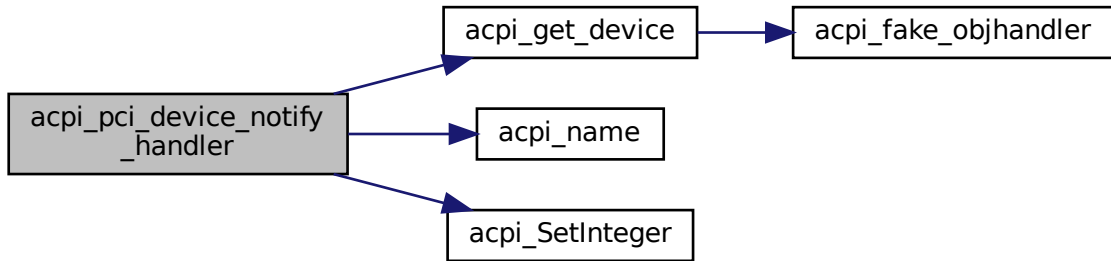 acpi_get_device
acpi_fake_objhandler
acpi_pci_device_notify
_handler
acpi_name
acpi_SetInteger